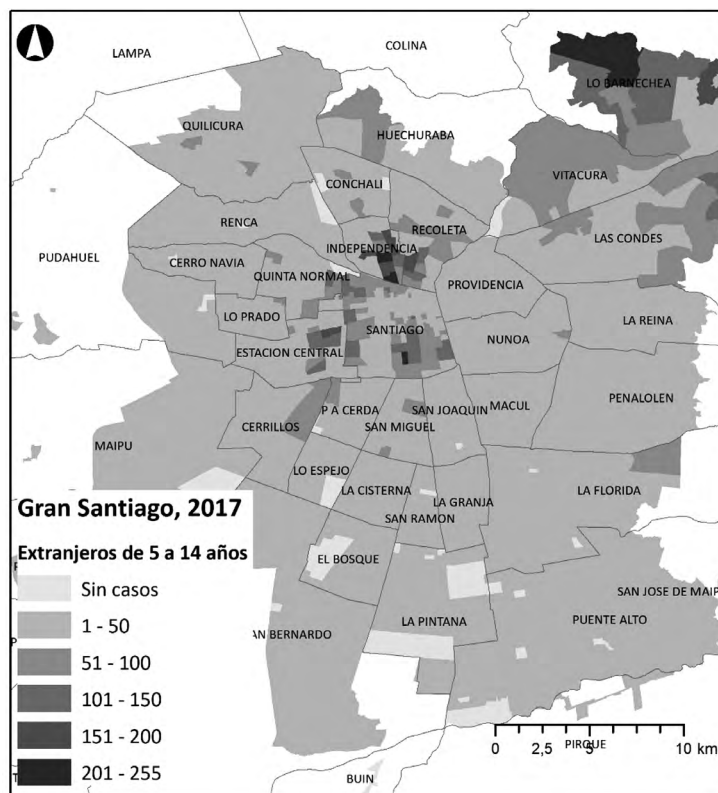 COLINA
LAMPA
LO BARNECHEA
QUILICURA
HUECHURABA
VITACURA
CONCHALI
RENCA
RECOLETA
LAS CONDES
INDEPENDENCIA
PUDAHUEL
CERRO NAVIA
QUINTA NORMAL
PROVIDENCIA
LO PRADO
SANTIAGO
LA REINA
NUNOA
ESTACION CENTRAL
PENALOLEN
P A CERDA
SAN JOAQUIN
MACUL
CERRILLOS
SAN MIGUEL
MAIPU
LO ESPEJO
LA CISTERNA
LA FLORIDA
LA GRANJA
SAN RAMON
EL BOSQUE
SAN JOSE DE MAIP
LA PINTANA
PUENTE ALTO
AN BERNARDO
Gran Santiago, 2017
Extranjeros de 5 a 14 años
Sin casos
1 - 50
51 - 100
101 - 150
151 - 200
201 - 255
0 2,5 5 10 km
PIRQUE
BUIN